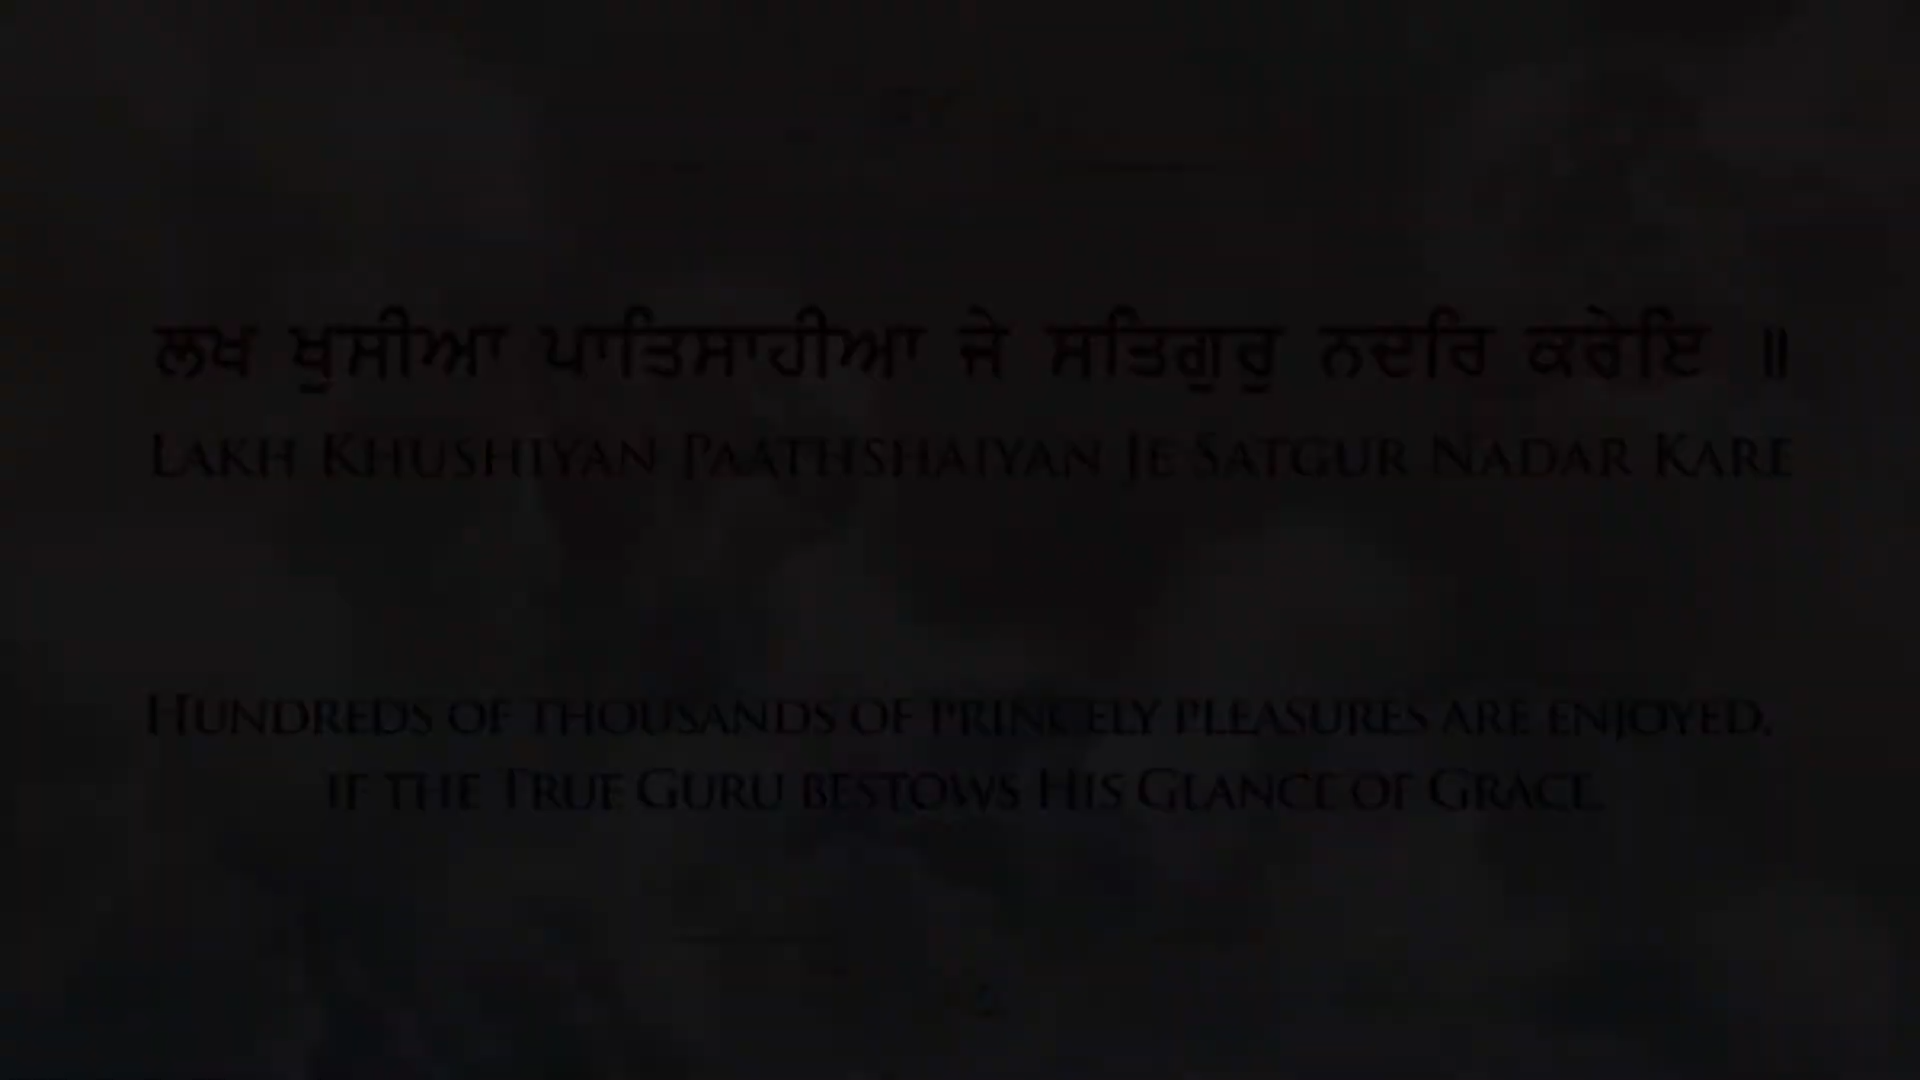 ਲਖ ਖੁਸੀਆ ਪਾਤਿਸਾਹੀਆ ਜੇ ਸਤਿਗੁਰੁ ਨਦਰਿ ਕਰੇਇ ॥
Lakh Khushiyan Paathshaiyan Je Satgur Nadar Kare
Hundreds of thousands of princely pleasures are enjoyed,
if the True Guru bestows His Glance of Grace.